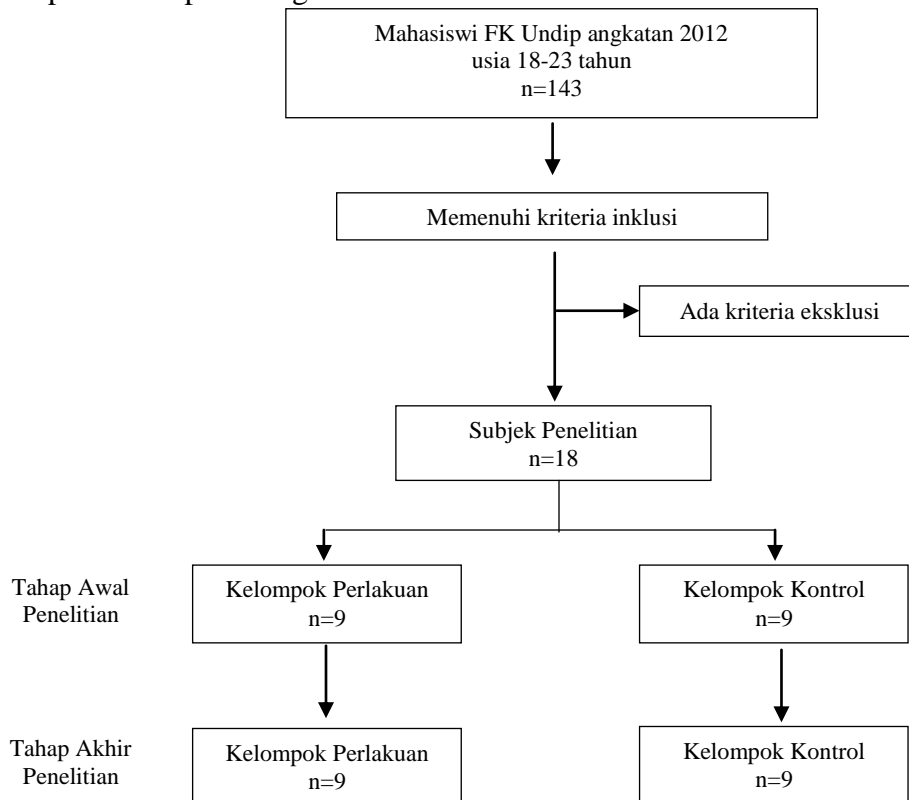 Mahasiswi FK Undip angkatan 2012
usia 18-23 tahun
n=143
Memenuhi kriteria inklusi
Ada kriteria eksklusi
Subjek Penelitian
n=18
Tahap Awal
Penelitian
Kelompok Perlakuan
n=9
Kelompok Kontrol
n=9
Tahap Akhir
Penelitian
Kelompok Perlakuan
n=9
Kelompok Kontrol
n=9